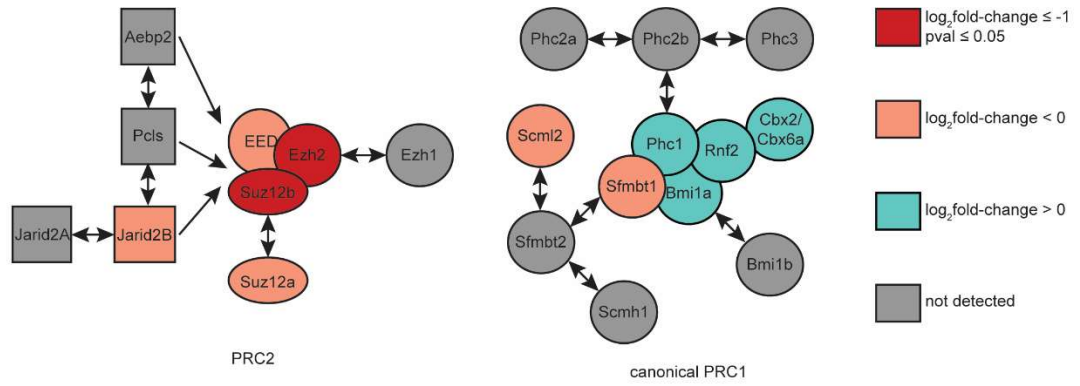 Aebp2
Pcls
Jarid2A
Jarid2B
EED
Ezh2
Ezh1
Suz12b
Suz12a
PRC2
Phc2a
Phc2b
Phc3
Scml2
Phc1
Rnf2
Cbx2/
Cbx6a
Sfmbt1
Bmi1a
Sfmbt2
Bmi1b
Scmh1
canonical PRC1
log2fold-change ≤ -1
pval ≤ 0.05
log2fold-change < 0
log2fold-change > 0
not detected